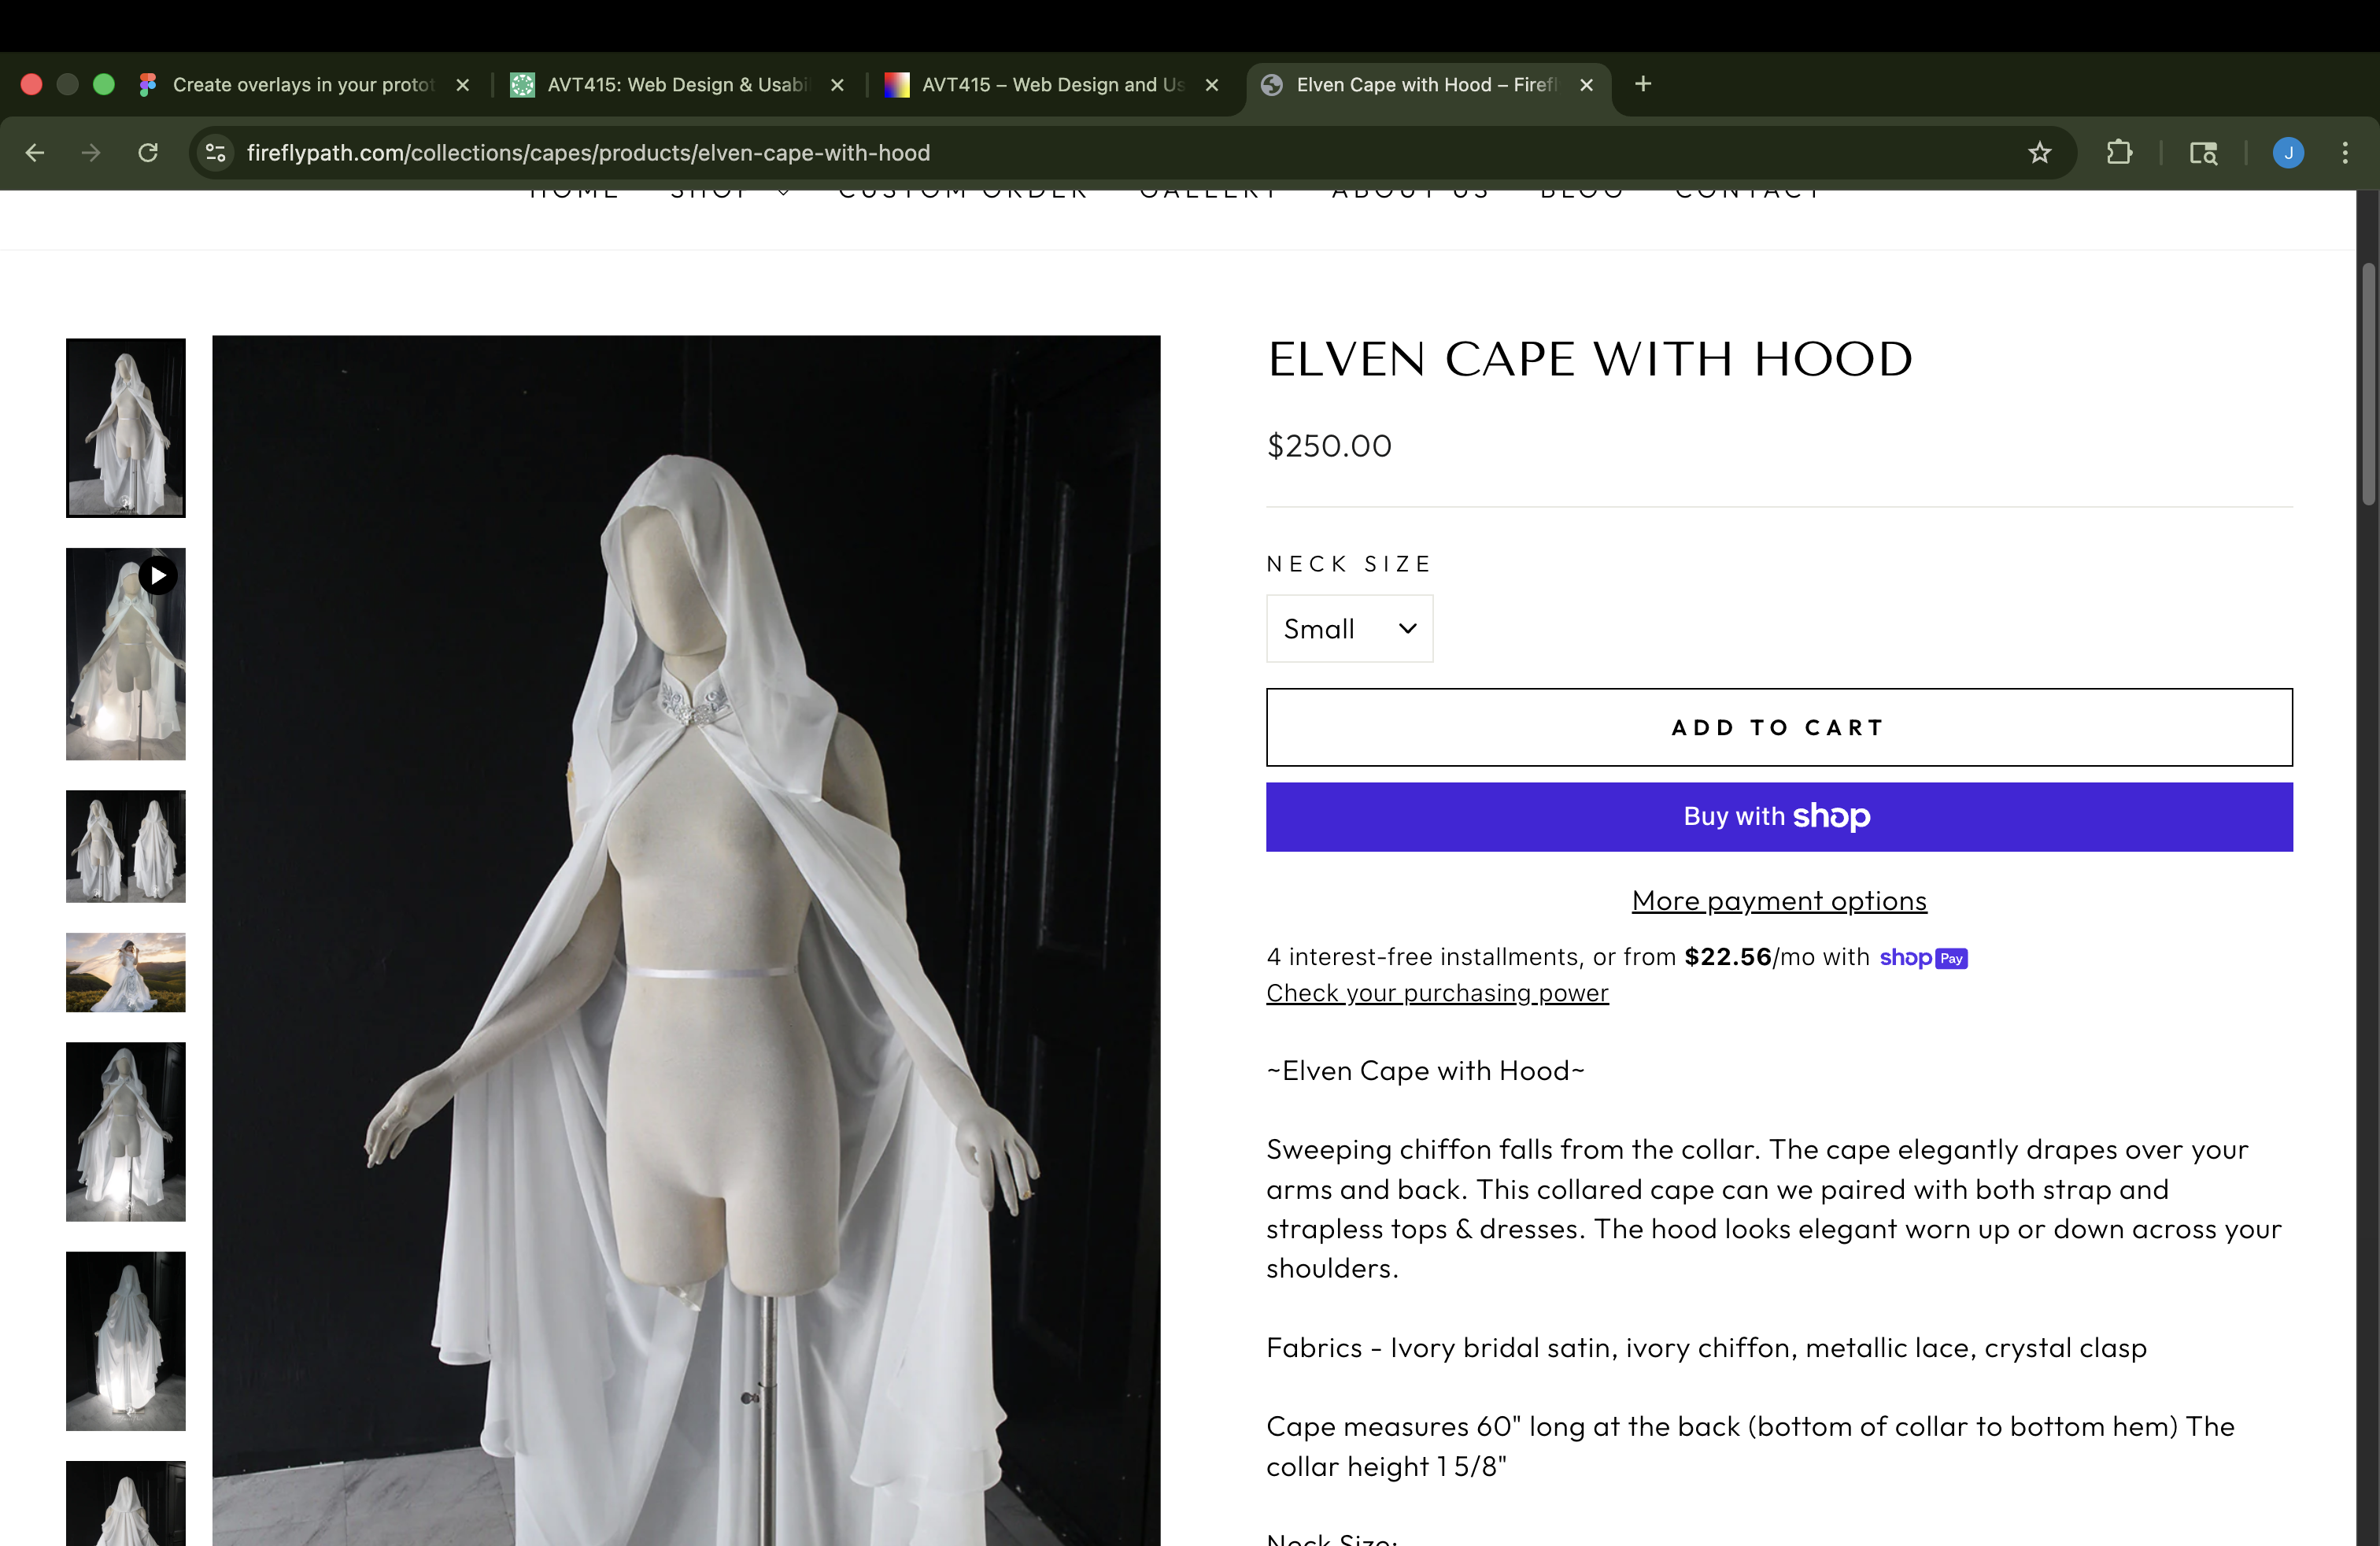 Create overlays in your protot
AVT415: Web Design & Usabi
AVT415 – Web Design and Us
Elven Cape with Hood – Firefl
fireflypath.com/collections/capes/products/elven-cape-with-hood
J
HOME SHOP CUSTOM ORDER GALLERY ABOUT US BLOG CONTACT
ELVEN CAPE WITH HOOD
$250.00
NECK SIZE
Small
ADD TO CART
Buy with shop
More payment options
4 interest-free installments, or from $22.56/mo with shop Pay
Check your purchasing power
~Elven Cape with Hood~
Sweeping chiffon falls from the collar. The cape elegantly drapes over your
arms and back. This collared cape can we paired with both strap and
strapless tops & dresses. The hood looks elegant worn up or down across your
shoulders.
Fabrics - Ivory bridal satin, ivory chiffon, metallic lace, crystal clasp
Cape measures 60" long at the back (bottom of collar to bottom hem) The
collar height 1 5/8"
Neck Size: